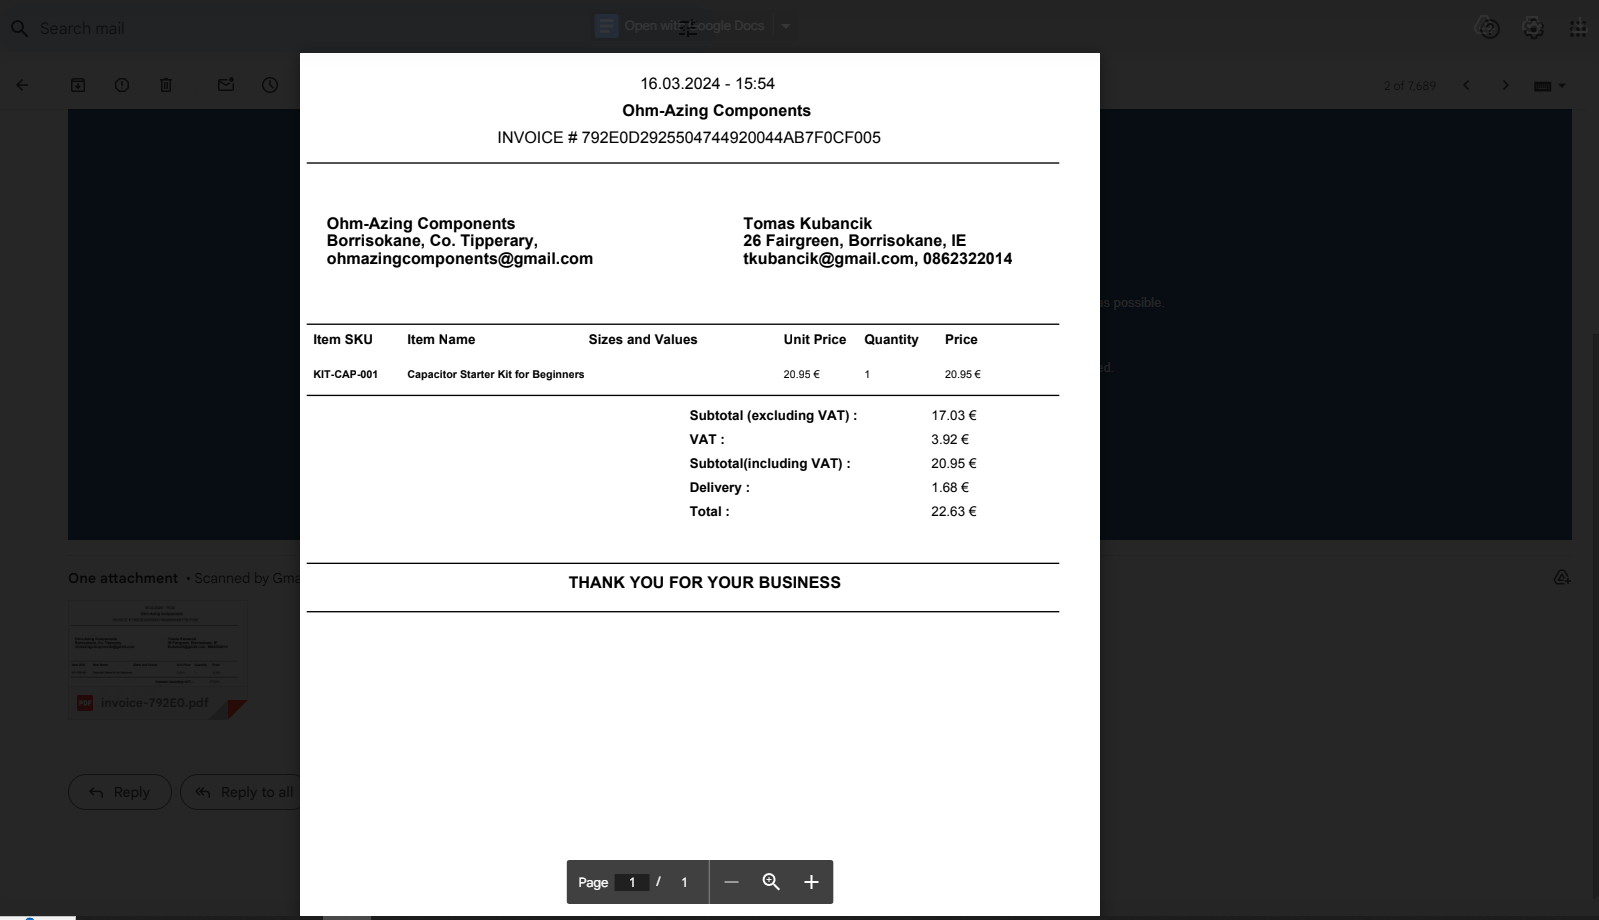 Search mail
Open with Google Docs
2 of 7,689
16.03.2024 - 15:54
Ohm-Azing Components
INVOICE # 792E0D2925504744920044AB7F0CF005
Ohm-Azing Components
Borrisokane, Co. Tipperary,
ohmazingcomponents@gmail.com
Tomas Kubancik
26 Fairgreen, Borrisokane, IE
tkubancik@gmail.com, 0862322014
as possible.
Item SKU Item Name Sizes and Values Unit Price Quantity Price
KIT-CAP-001 Capacitor Starter Kit for Beginners 20.95 € 1 20.95 €
ed.
Subtotal (excluding VAT) : 17.03 €
VAT : 3.92 €
Subtotal(including VAT) : 20.95 €
Delivery : 1.68 €
Total : 22.63 €
THANK YOU FOR YOUR BUSINESS
One attachment • Scanned by Gma
PDF invoice-792E0.pdf
Reply
Reply to all
Page 1 / 1